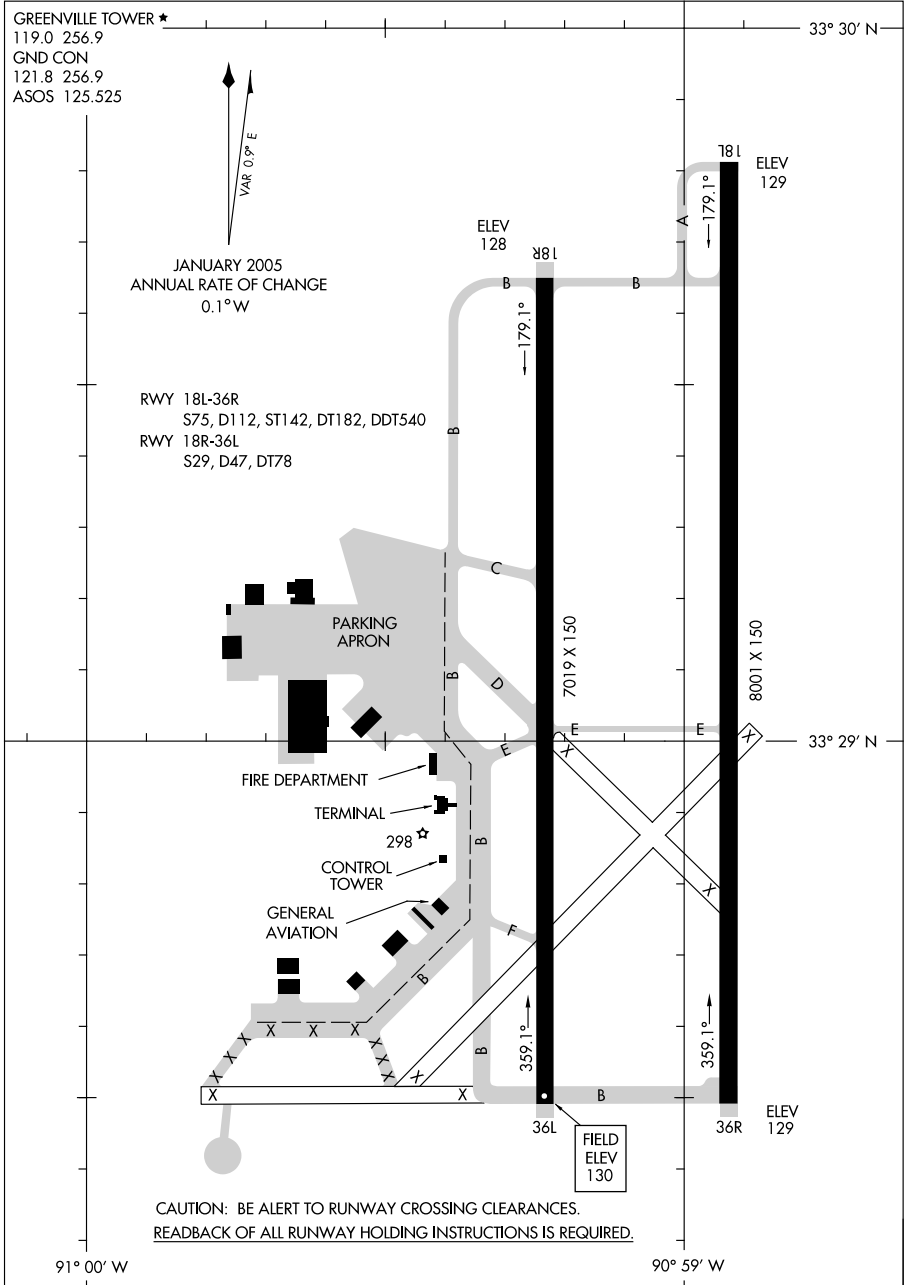 GREENVILLE TOWER ★
119.0 256.9
GND CON
121.8 256.9
ASOS 125.525
33° 30' N
VAR 0.9° E
JANUARY 2005
ANNUAL RATE OF CHANGE
0.1° W
18L
ELEV
129
179.1°
A
ELEV
128
18R
B
B
179.1°
RWY 18L-36R
S75, D112, ST142, DT182, DDT540
RWY 18R-36L
S29, D47, DT78
B
C
PARKING
APRON
7019 X 150
8001 X 150
B
D
E
E
E
X
X
33° 29' N
FIRE DEPARTMENT
TERMINAL
298
B
CONTROL
TOWER
X
GENERAL
AVIATION
F
B
X
X
X
X
X
X
X
X
X
X
X
B
359.1°
359.1°
X
X
X
B
36L
36R
ELEV
129
FIELD
ELEV
130
CAUTION: BE ALERT TO RUNWAY CROSSING CLEARANCES.
READBACK OF ALL RUNWAY HOLDING INSTRUCTIONS IS REQUIRED.
91° 00' W
90° 59' W